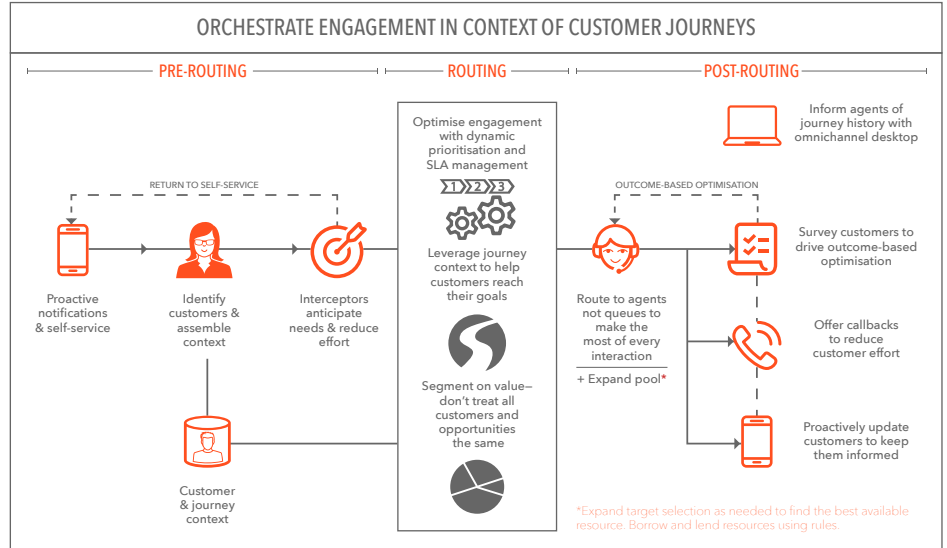 ORCHESTRATE ENGAGEMENT IN CONTEXT OF CUSTOMER JOURNEYS
PRE-ROUTING
ROUTING
POST-ROUTING
RETURN TO SELF-SERVICE
Proactive
notifications
& self-service
Identify
customers &
assemble
context
Interceptors
anticipate
needs & reduce
effort
Customer
& journey
context
Optimise engagement
with dynamic
prioritisation and
SLA management
1 2 3
Leverage journey
context to help
customers reach
their goals
Segment on value—
don't treat all
customers and
opportunities
the same
OUTCOME-BASED OPTIMISATION
Route to agents
not queues to
make the
most of every
interaction
+ Expand pool*
Inform agents of
journey history with
omnichannel desktop
Survey customers to
drive outcome-based
optimisation
Offer callbacks
to reduce
customer effort
Proactively update
customers to keep
them informed
*Expand target selection as needed to find the best available
resource. Borrow and lend resources using rules.